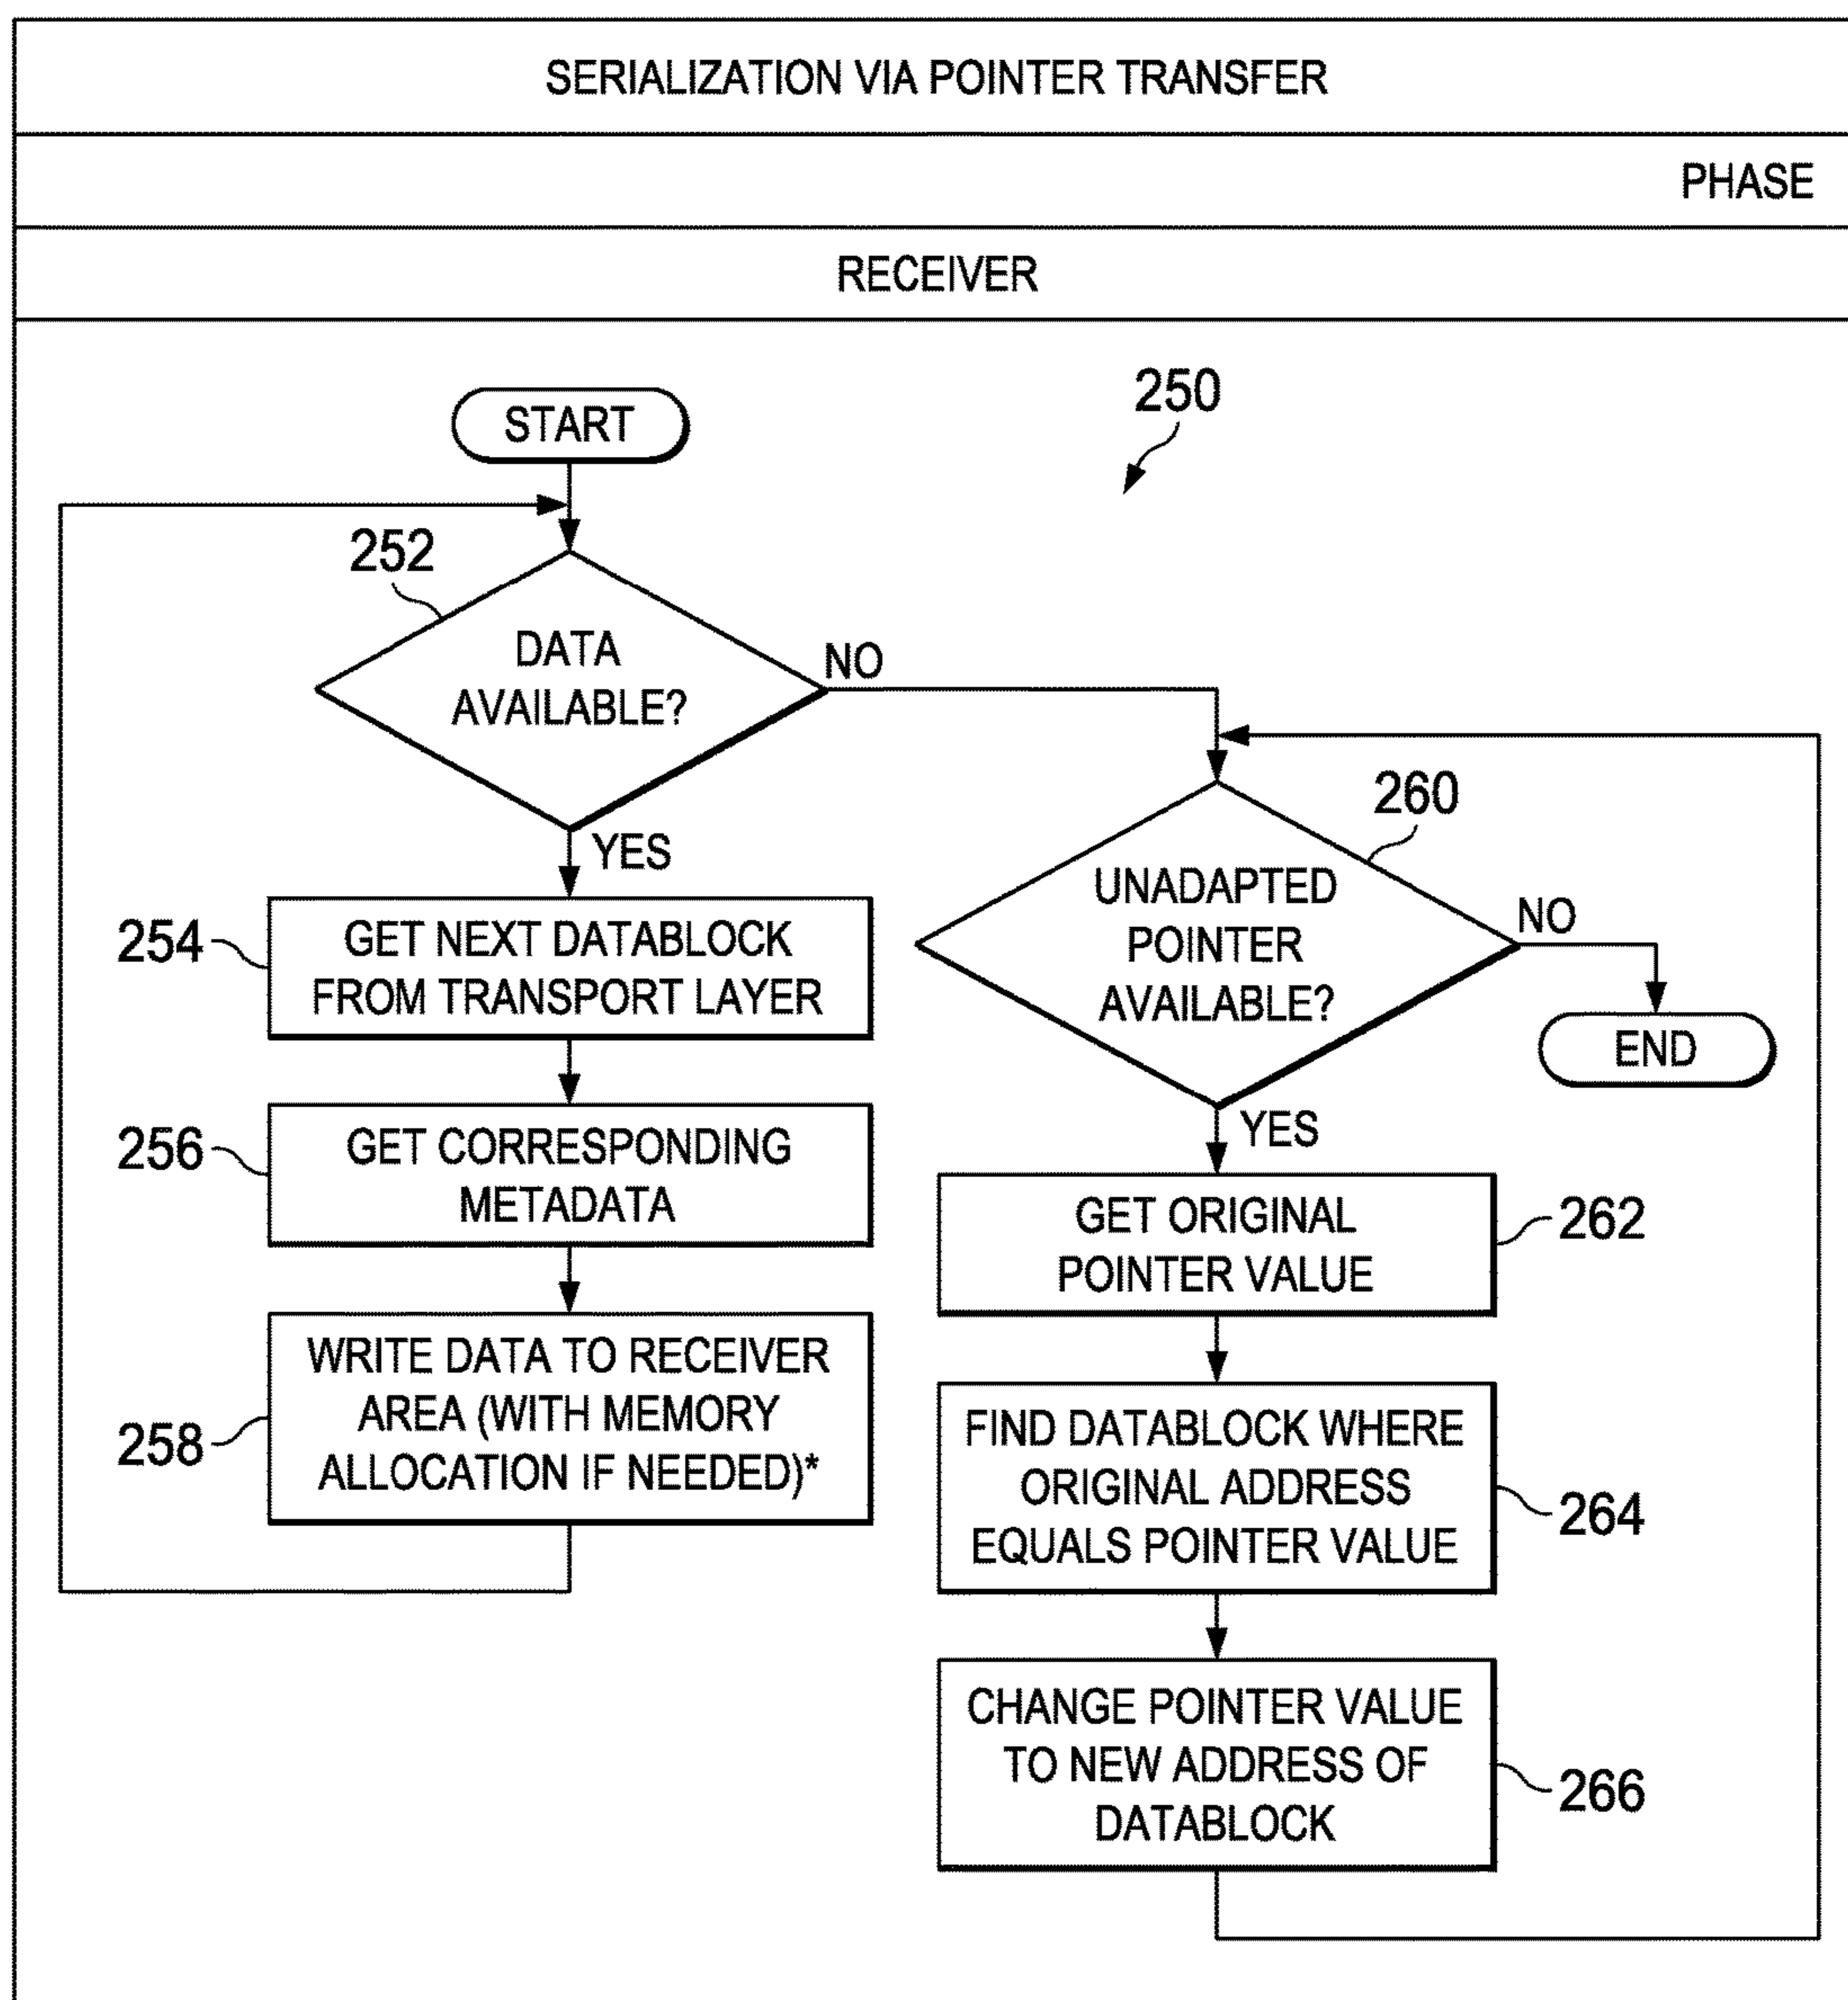 SERIALIZATION VIA POINTER TRANSFER
PHASE
RECEIVER
START
250
252
DATA
AVAILABLE?
NO
YES
254
GET NEXT DATABLOCK
FROM TRANSPORT LAYER
256
GET CORRESPONDING
METADATA
258
WRITE DATA TO RECEIVER
AREA (WITH MEMORY
ALLOCATION IF NEEDED)*
260
UNADAPTED
POINTER
AVAILABLE?
NO
END
YES
GET ORIGINAL
POINTER VALUE
262
FIND DATABLOCK WHERE
ORIGINAL ADDRESS
EQUALS POINTER VALUE
264
CHANGE POINTER VALUE
TO NEW ADDRESS OF
DATABLOCK
266